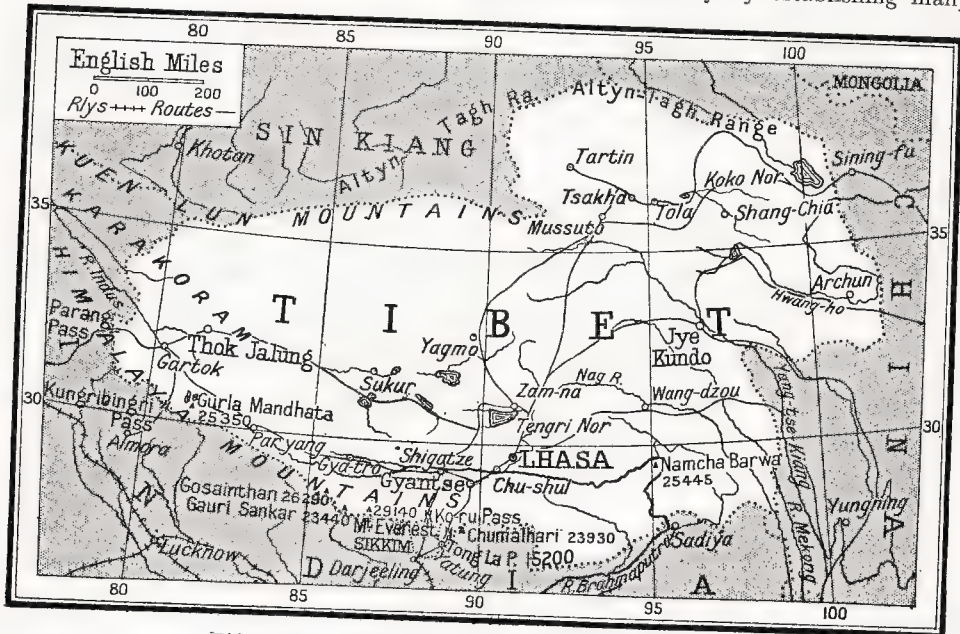 establishing many
80
85
90
95
100
English Miles
0 100 200
Rlys++++ Routes—
MONGOLIA
SIN KIANG
Altyn Tagh Ra
Altyn-Tagh Range
Khotan
Tartin
Koko Nor
Sining-fu
Tsakha
Tola
Shang-Chia
Mussuto
KUEN LUN MOUNTAINS
35
35
KARAKORAM
HIMALAYA MOUNTAINS
R. Indus
Archun
Hwang-ho
CHINA
TIBET
Parang
Pass
Thok Jalung
Gartok
Yagmo
Jye
Kundo
Sukur
Zam-na
Nag R.
Wang-dzou
Yang-tse Khiang
R. Mekong
30
30
Kungribingri
Pass
Gurla Mandhata
25350
Almora
Tengri Nor
Par-yang
Gya-tro
Shigatze
LHASA
Gyantse
Chu-shul
Namcha Barwa
25445
Gosainthan 26290
Gauri Sankar 23440
29140
Mt Everest
Ko-ru Pass
Chumalhari 23930
SIKKIM
Tong La P. 15200
Yatung
Sadiya
Yungning
Lucknow
Darjeeling
R. Brahmaputra
INDIA
80
85
90
95
100